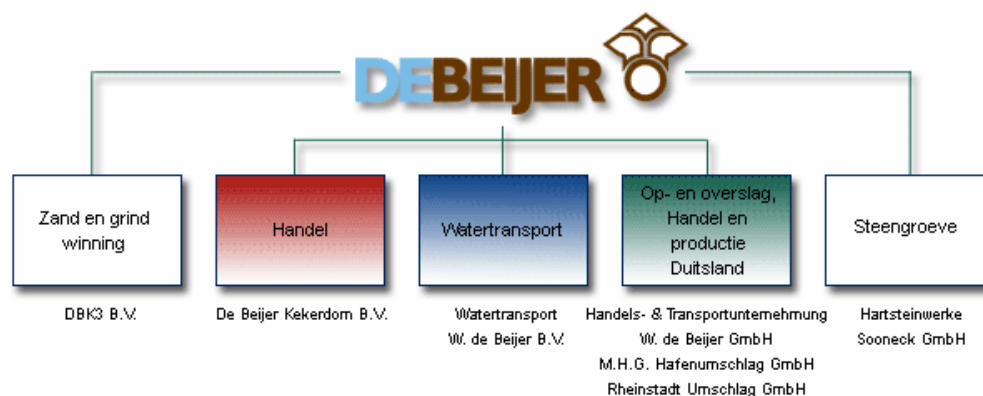 DEBEIJER
Zand en grind
winning
Handel
Watertransport
Op- en overslag,
Handel en
productie
Duitsland
Steengroeve
DBK3 B.V.
De Beijer Kekerdom B.V.
Watertransport
W. de Beijer B.V.
Handels- & Transportunternehmung
W. de Beijer GmbH
M.H.G. Hafenumschlag GmbH
Rheinstadt Umschlag GmbH
Hartsteinwerke
Sooneck GmbH